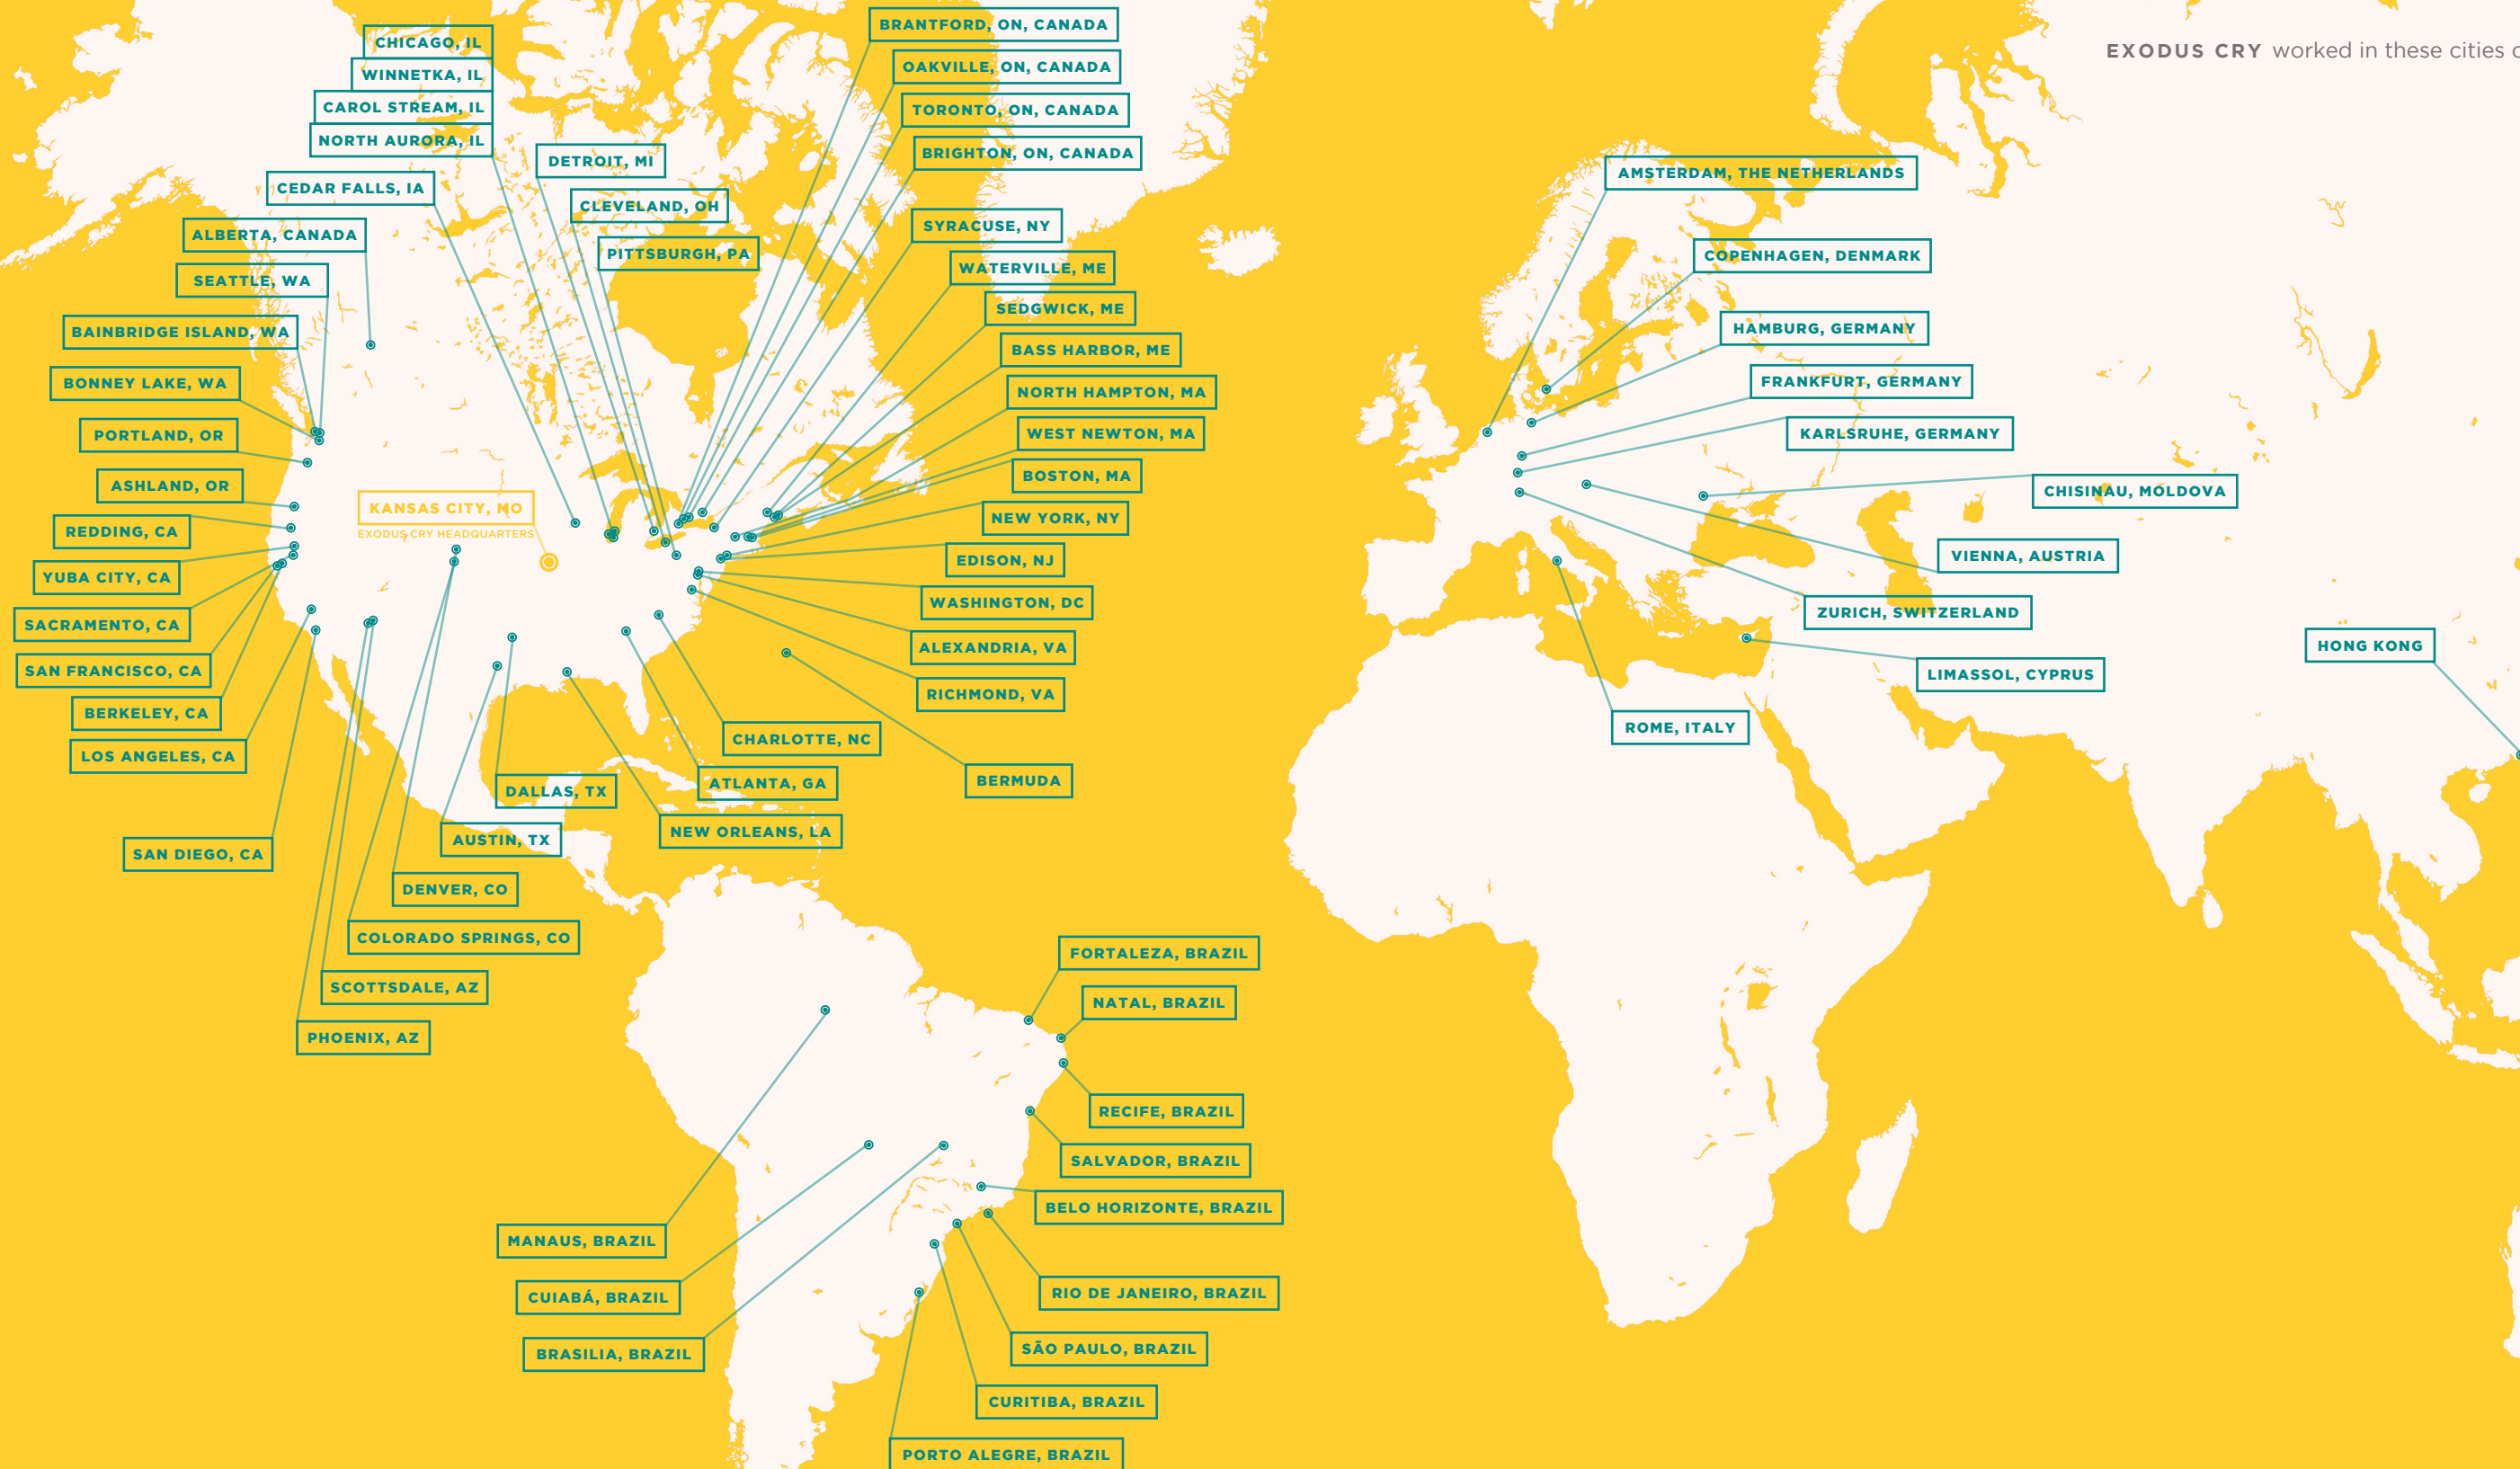 EXODUS CRY worked in these cities
CHICAGO, IL
WINNETKA, IL
CAROL STREAM, IL
NORTH AURORA, IL
CEDAR FALLS, IA
ALBERTA, CANADA
SEATTLE, WA
BAINBRIDGE ISLAND, WA
BONNEY LAKE, WA
PORTLAND, OR
ASHLAND, OR
REDDING, CA
YUBA CITY, CA
SACRAMENTO, CA
SAN FRANCISCO, CA
BERKELEY, CA
LOS ANGELES, CA
SAN DIEGO, CA
KANSAS CITY, MO
EXODUS CRY HEADQUARTERS
DETROIT, MI
CLEVELAND, OH
PITTSBURGH, PA
BRANTFORD, ON, CANADA
OAKVILLE, ON, CANADA
TORONTO, ON, CANADA
BRIGHTON, ON, CANADA
SYRACUSE, NY
WATERVILLE, ME
SEDGWICK, ME
BASS HARBOR, ME
NORTH HAMPTON, MA
WEST NEWTON, MA
BOSTON, MA
NEW YORK, NY
EDISON, NJ
WASHINGTON, DC
ALEXANDRIA, VA
RICHMOND, VA
CHARLOTTE, NC
ATLANTA, GA
BERMUDA
NEW ORLEANS, LA
DALLAS, TX
AUSTIN, TX
DENVER, CO
COLORADO SPRINGS, CO
SCOTTSDALE, AZ
PHOENIX, AZ
FORTALEZA, BRAZIL
NATAL, BRAZIL
RECIFE, BRAZIL
SALVADOR, BRAZIL
BELO HORIZONTE, BRAZIL
MANAUS, BRAZIL
CUIABÁ, BRAZIL
BRASILIA, BRAZIL
RIO DE JANEIRO, BRAZIL
SÃO PAULO, BRAZIL
CURITIBA, BRAZIL
PORTO ALEGRE, BRAZIL
AMSTERDAM, THE NETHERLANDS
COPENHAGEN, DENMARK
HAMBURG, GERMANY
FRANKFURT, GERMANY
KARLSRUHE, GERMANY
CHISINAU, MOLDOVA
VIENNA, AUSTRIA
ZURICH, SWITZERLAND
LIMASSOL, CYPRUS
ROME, ITALY
HONG KONG